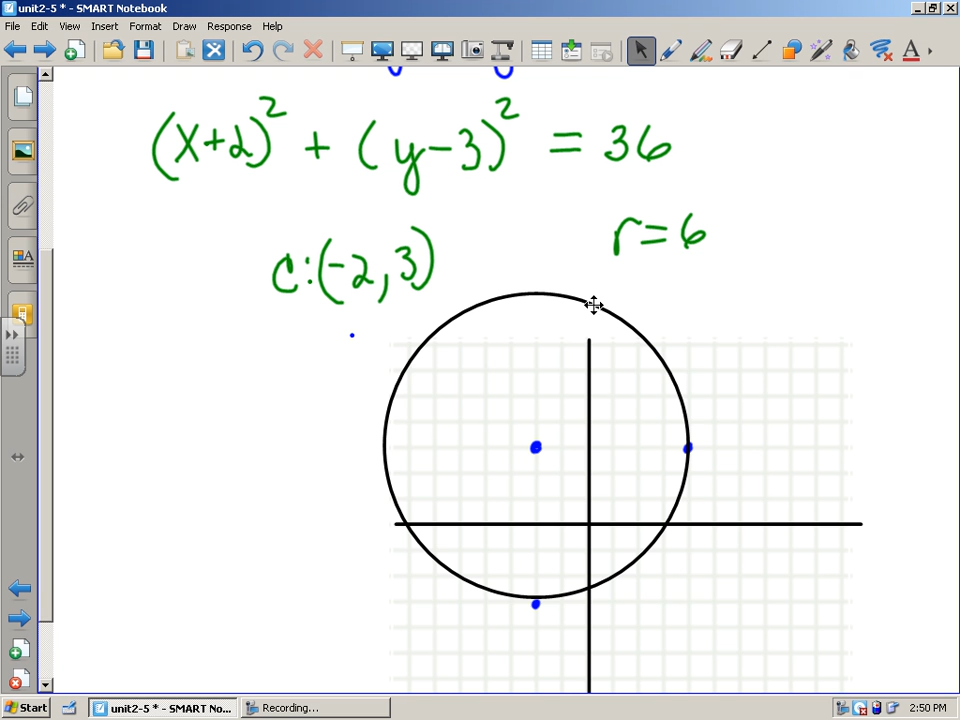 unit2-5 * - SMART Notebook
File Edit View Insert Format Draw Response Help
(x+2)² + (y-3)² = 36
r=6
c:(-2,3)
Start
unit2-5 * - SMART No...
Recording...
2:50 PM